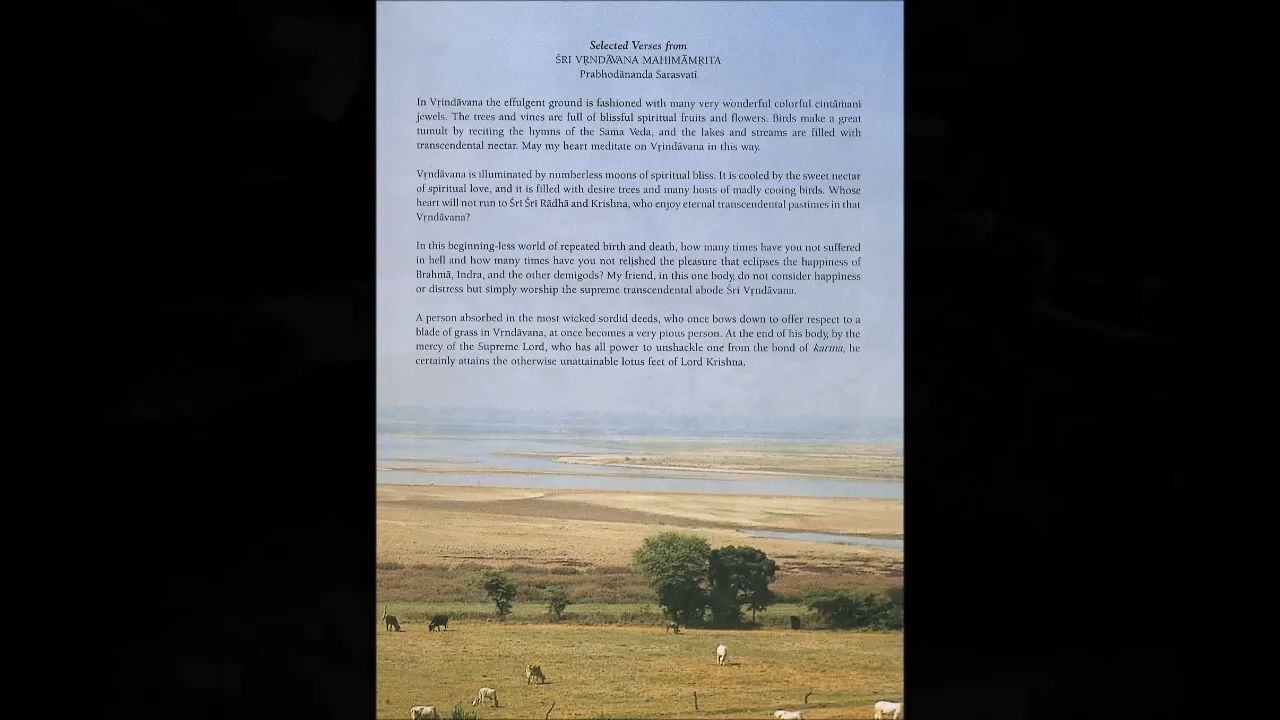 Selected Verses from
ŚRI VṚNDĀVANA MAHIMĀMṚITA
Prabhodānanda Sarasvatī
In Vṛindāvana the effulgent ground is fashioned with many very wonderful colorful cintāmani
jewels. The trees and vines are full of blissful spiritual fruits and flowers. Birds make a great
tumult by reciting the hymns of the Sama Veda, and the lakes and streams are filled with
transcendental nectar. May my heart meditate on Vṛindāvana in this way.
Vṛndāvana is illuminated by numberless moons of spiritual bliss. It is cooled by the sweet nectar
of spiritual love, and it is filled with desire trees and many hosts of madly cooing birds. Whose
heart will not run to Śrī Śrī Rādhā and Krishna, who enjoy eternal transcendental pastimes in that
Vṛndāvana?
In this beginning-less world of repeated birth and death, how many times have you not suffered
in hell and how many times have you not relished the pleasure that eclipses the happiness of
Brahmā, Indra, and the other demigods? My friend, in this one body, do not consider happiness
or distress but simply worship the supreme transcendental abode Śrī Vṛndāvana.
A person absorbed in the most wicked sordid deeds, who once bows down to offer respect to a
blade of grass in Vṛndāvana, at once becomes a very pious person. At the end of his body, by the
mercy of the Supreme Lord, who has all power to unshackle one from the bond of karma, he
certainly attains the otherwise unattainable lotus feet of Lord Krishna.